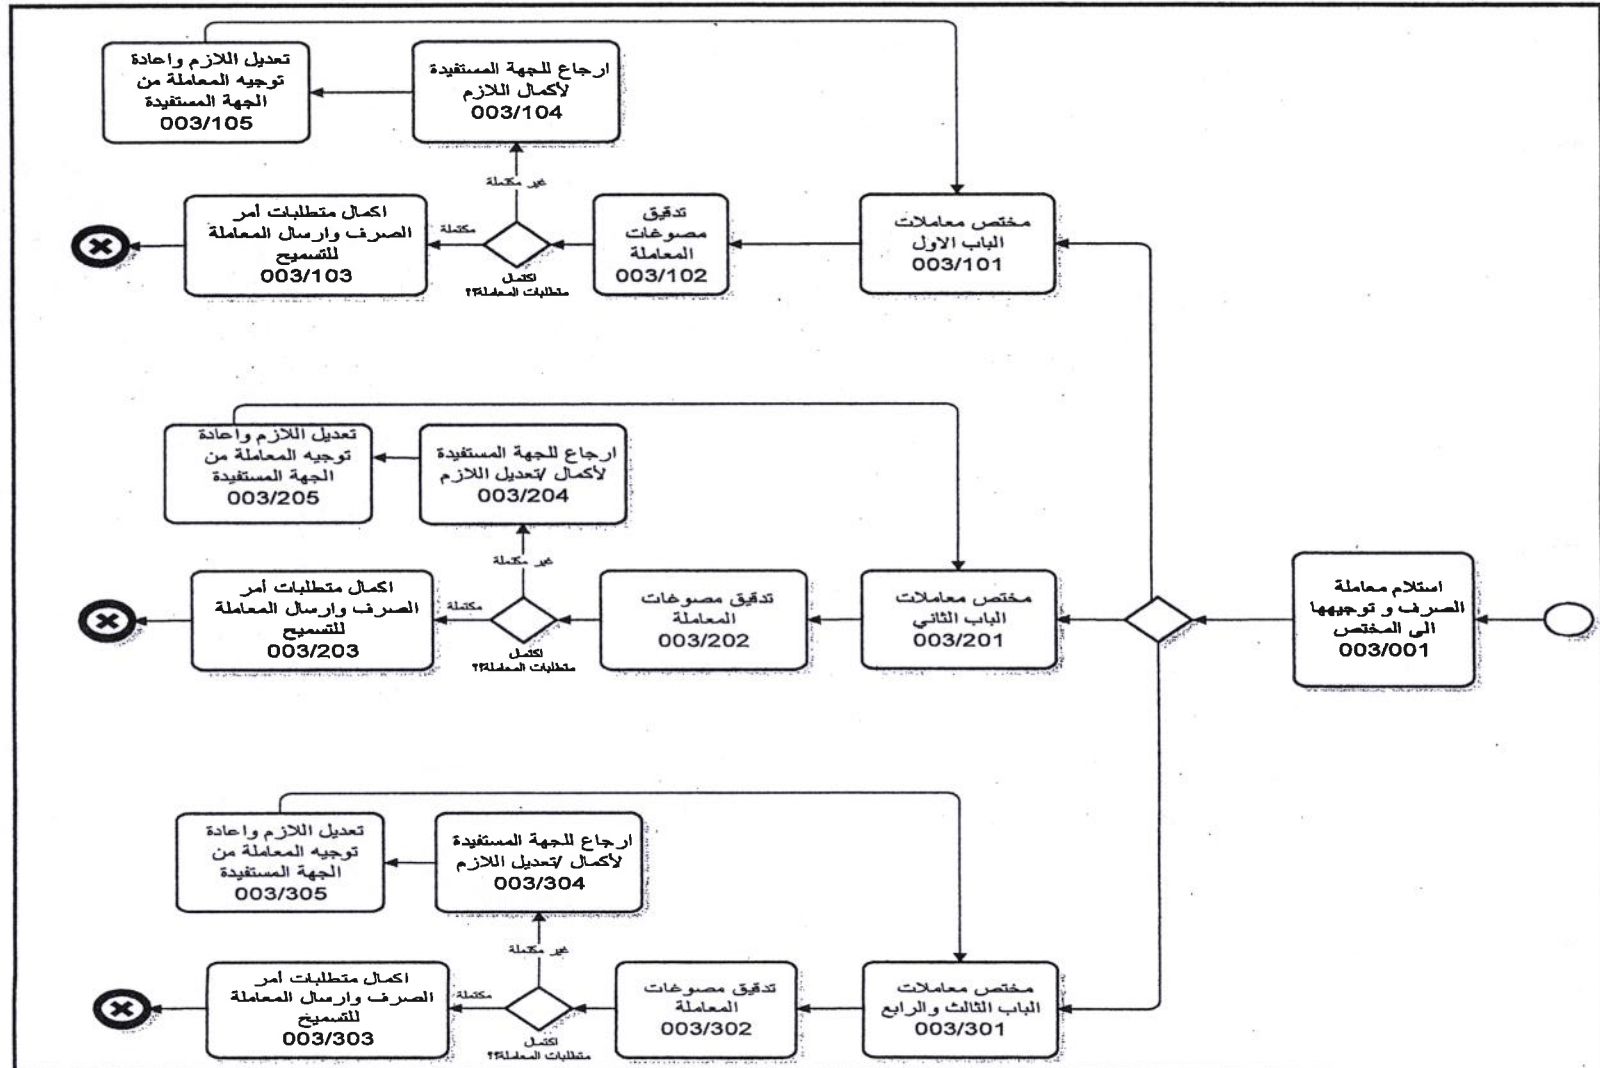 استلام معاملة
الصرف و توجيهها
الى المختص
003/001
مختص معاملات
الباب الاول
003/101
تدقيق
مصوغات
المعاملة
003/102
اكتمل
متطلبات المعاملة؟؟
مكتملة
غير مكتملة
اكمال متطلبات أمر
الصرف وارسال المعاملة
للتسميح
003/103
ارجاع للجهة المستفيدة
لأكمال اللازم
003/104
تعديل اللازم واعادة
توجيه المعاملة من
الجهة المستفيدة
003/105
مختص معاملات
الباب الثاني
003/201
تدقيق مصوغات
المعاملة
003/202
اكتمل
متطلبات المعاملة؟؟
مكتملة
غير مكتملة
اكمال متطلبات أمر
الصرف وارسال المعاملة
للتسميح
003/203
ارجاع للجهة المستفيدة
لأكمال /تعديل اللازم
003/204
تعديل اللازم واعادة
توجيه المعاملة من
الجهة المستفيدة
003/205
مختص معاملات
الباب الثالث والرابع
003/301
تدقيق مصوغات
المعاملة
003/302
اكتمل
متطلبات المعاملة؟؟
مكتملة
غير مكتملة
اكمال متطلبات أمر
الصرف وارسال المعاملة
للتسميح
003/303
ارجاع للجهة المستفيدة
لأكمال /تعديل اللازم
003/304
تعديل اللازم واعادة
توجيه المعاملة من
الجهة المستفيدة
003/305